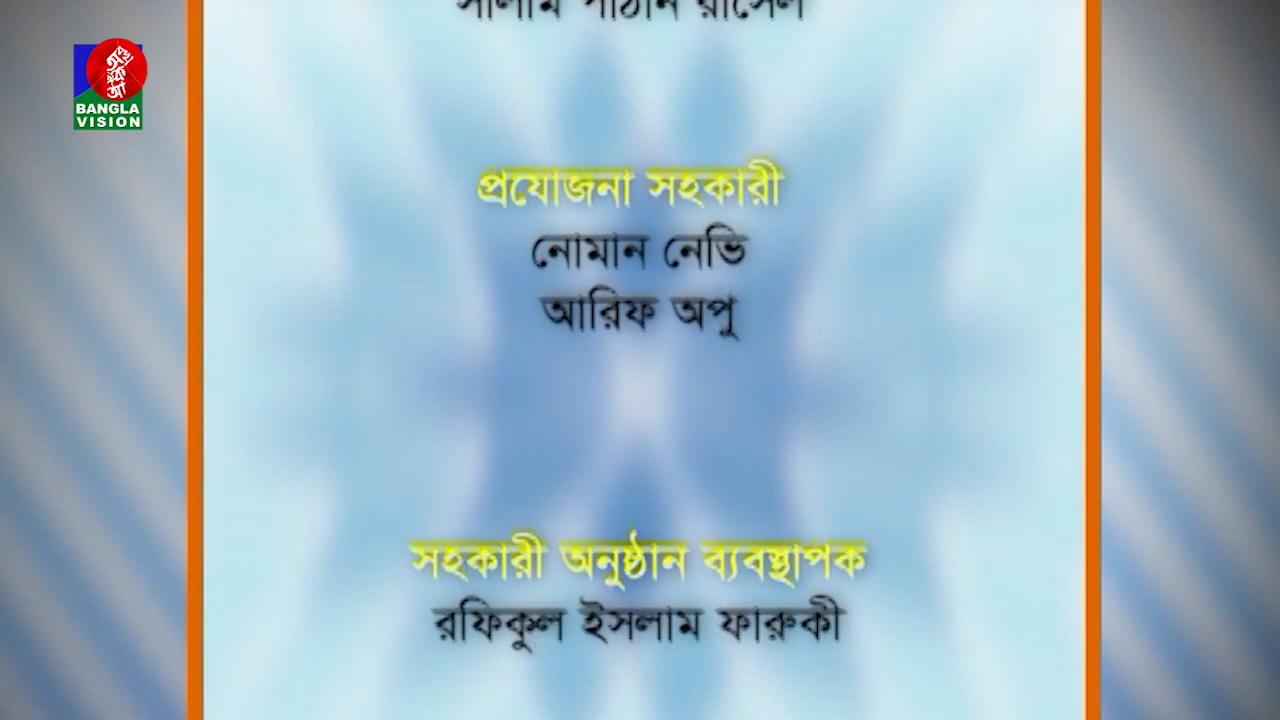 সালাম পাঠান রাসেল
BANGLA
VISION
প্রযোজনা সহকারী
নোমান নেভি
আরিফ অপু
সহকারী অনুষ্ঠান ব্যবস্থাপক
রফিকুল ইসলাম ফারুকী